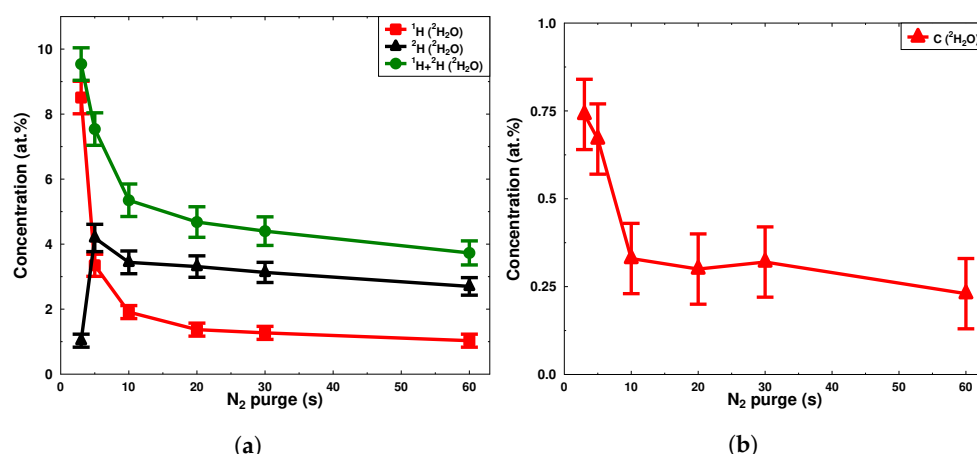 ¹H (²H₂O)
²H (²H₂O)
¹H+²H (²H₂O)
Concentration (at.%)
10
8
6
4
2
0
0 10 20 30 40 50 60
N₂ purge (s)
(a)
C (²H₂O)
Concentration (at.%)
1.0
0.75
0.5
0.25
0.0
0 10 20 30 40 50 60
N₂ purge (s)
(b)